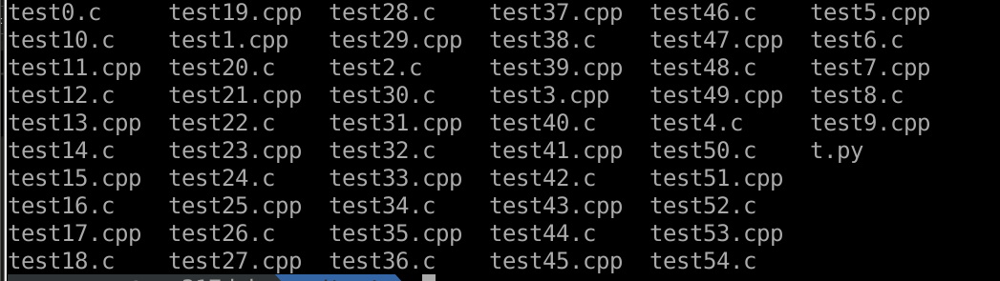 test0.c test19.cpp test28.c test37.cpp test46.c test5.cpp
test10.c test1.cpp test29.cpp test38.c test47.cpp test6.c
test11.cpp test20.c test2.c test39.cpp test48.c test7.cpp
test12.c test21.cpp test30.c test3.cpp test49.cpp test8.c
test13.cpp test22.c test31.cpp test40.c test4.c test9.cpp
test14.c test23.cpp test32.c test41.cpp test50.c t.py
test15.cpp test24.c test33.cpp test42.c test51.cpp
test16.c test25.cpp test34.c test43.cpp test52.c
test17.cpp test26.c test35.cpp test44.c test53.cpp
test18.c test27.cpp test36.c test45.cpp test54.c